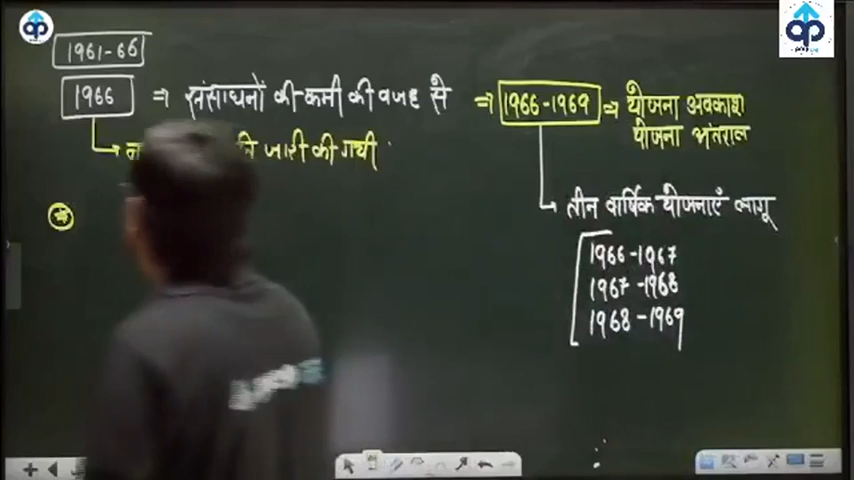 1961-66
1966 ⇒ संसाधनों की कमी की वजह से ⇒ 1966-1969 ⇒ योजना अवकाश
योजना अंतराल
जारी की गयी
तीन वार्षिक योजनाएँ लागू
1966-1967
1967-1968
1968-1969